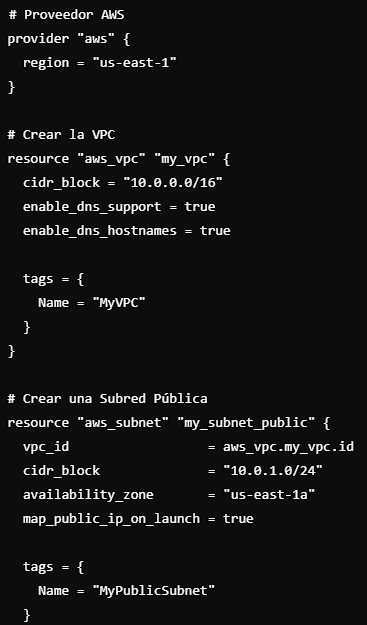 # Proveedor AWS
provider "aws" {
  region = "us-east-1"
}

# Crear la VPC
resource "aws_vpc" "my_vpc" {
  cidr_block = "10.0.0.0/16"
  enable_dns_support = true
  enable_dns_hostnames = true

  tags = {
    Name = "MyVPC"
  }
}

# Crear una Subred Pública
resource "aws_subnet" "my_subnet_public" {
  vpc_id                  = aws_vpc.my_vpc.id
  cidr_block              = "10.0.1.0/24"
  availability_zone       = "us-east-1a"
  map_public_ip_on_launch = true

  tags = {
    Name = "MyPublicSubnet"
  }